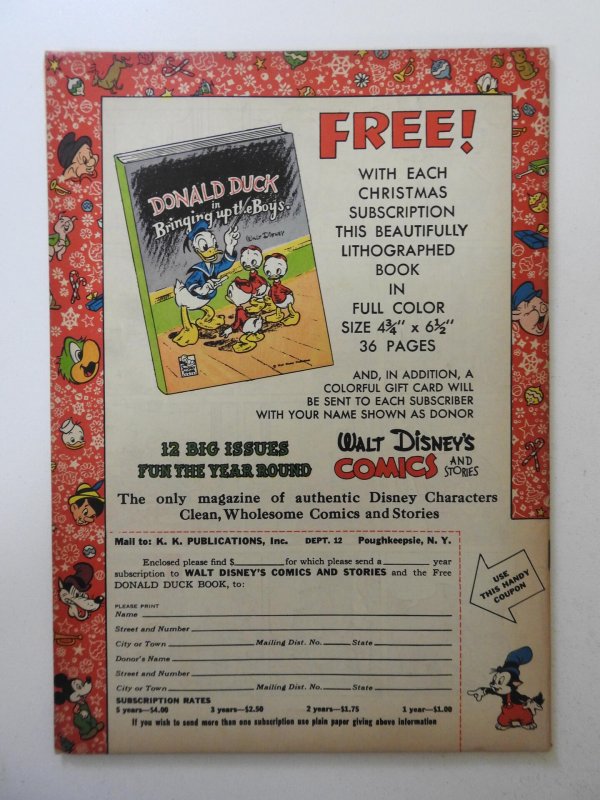 FREE!
DONALD DUCK
in
Bringing up the Boys.
WALT DISNEY
WITH EACH
CHRISTMAS
SUBSCRIPTION
THIS BEAUTIFULLY
LITHOGRAPHED
BOOK
IN
FULL COLOR
SIZE 4¾" x 6½"
36 PAGES
AND, IN ADDITION, A
COLORFUL GIFT CARD WILL
BE SENT TO EACH SUBSCRIBER
WITH YOUR NAME SHOWN AS DONOR
12 BIG ISSUES
FUN THE YEAR ROUND
WALT DISNEY'S
COMICS AND STORIES
The only magazine of authentic Disney Characters
Clean, Wholesome Comics and Stories
Mail to: K. K. PUBLICATIONS, Inc. DEPT. 12 Poughkeepsie, N. Y.
Enclosed please find $ for which please send a year
subscription to WALT DISNEY'S COMICS AND STORIES and the Free
DONALD DUCK BOOK, to:
PLEASE PRINT
Name
Street and Number
City or Town Mailing Dist. No. State
Donor's Name
Street and Number
City or Town Mailing Dist. No. State
SUBSCRIPTION RATES
5 years—$4.00 3 years—$2.50 2 years—$1.75 1 year—$1.00
If you wish to send more than one subscription use plain paper giving above information
USE
THIS HANDY
COUPON